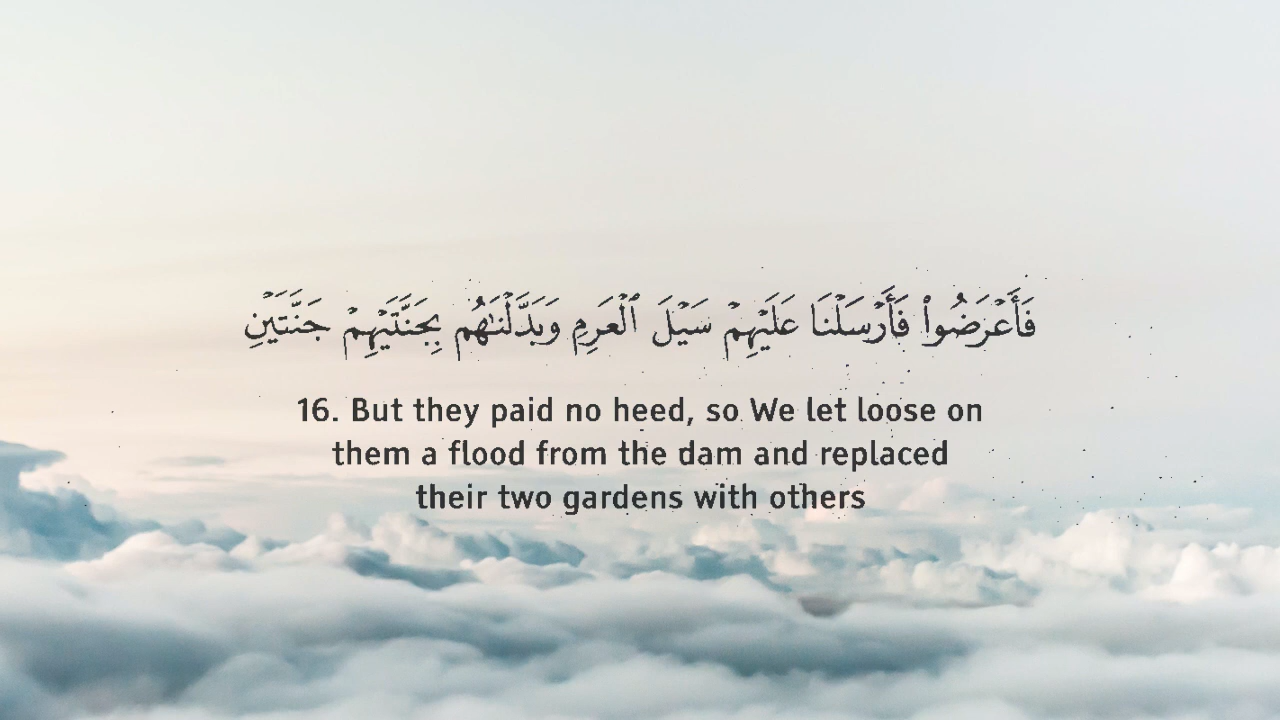 فَأَعۡرَضُواْ فَأَرۡسَلۡنَا عَلَيۡهِمۡ سَيۡلَ ٱلۡعَرِمِ وَبَدَّلۡنَٰهُم بِجَنَّتَيۡهِمۡ جَنَّتَيۡنِ
16. But they paid no heed, so We let loose on
them a flood from the dam and replaced
their two gardens with others